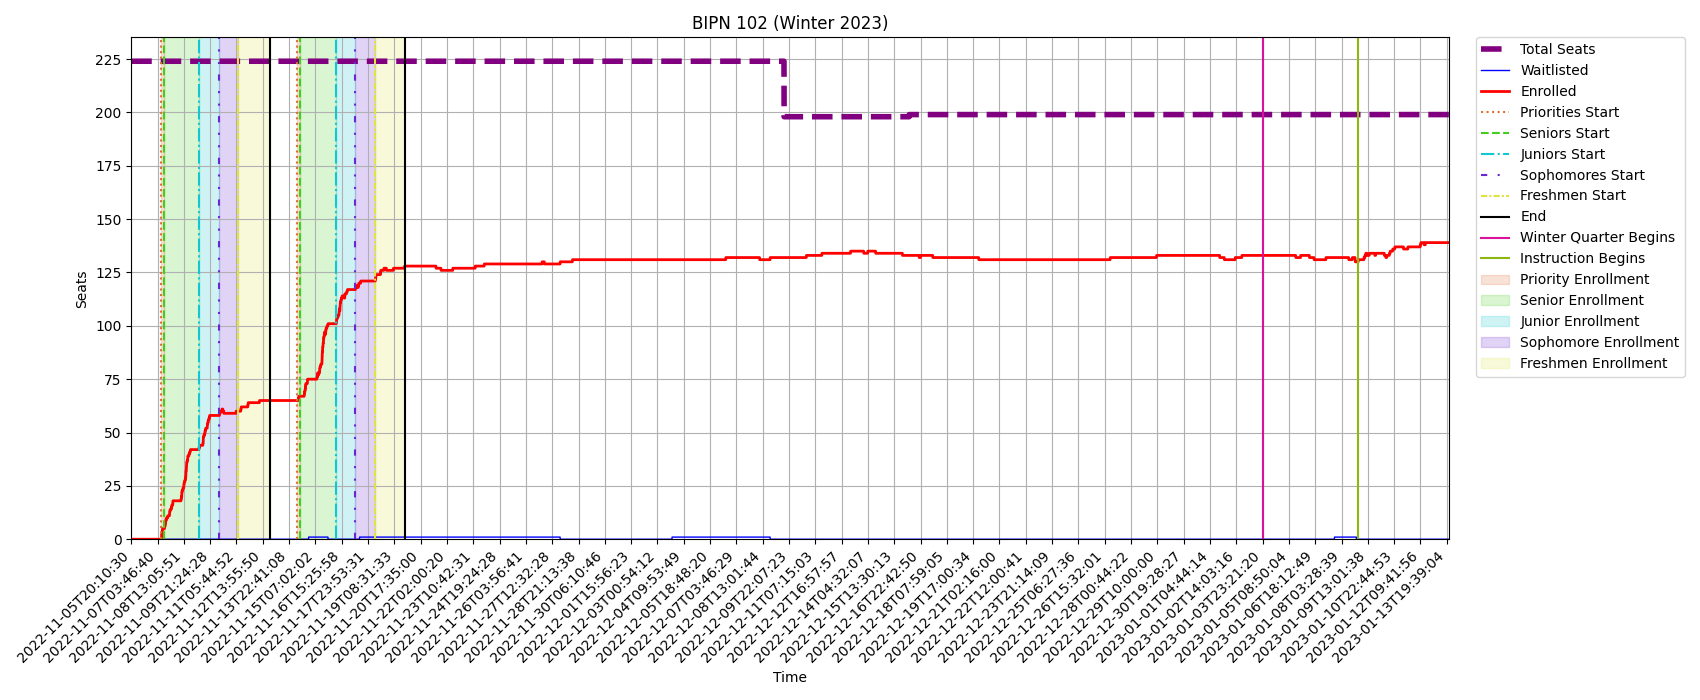 BIPN 102 (Winter 2023)
Seats
225
200
175
150
125
100
75
50
25
0
2022-11-05T20:10:30
2022-11-07T03:46:40
2022-11-08T13:05:51
2022-11-09T21:24:28
2022-11-11T05:44:52
2022-11-12T13:55:50
2022-11-13T22:41:08
2022-11-15T07:02:02
2022-11-16T15:25:58
2022-11-17T23:53:31
2022-11-19T08:31:33
2022-11-20T17:35:00
2022-11-22T02:00:20
2022-11-23T10:42:31
2022-11-24T19:24:28
2022-11-26T03:56:41
2022-11-27T12:32:28
2022-11-28T21:13:38
2022-11-30T06:10:46
2022-12-01T15:56:23
2022-12-03T00:54:12
2022-12-04T09:53:49
2022-12-05T18:48:20
2022-12-07T03:46:29
2022-12-08T13:01:44
2022-12-09T22:07:23
2022-12-11T07:15:03
2022-12-12T16:57:57
2022-12-14T04:32:07
2022-12-15T13:30:13
2022-12-16T22:42:50
2022-12-18T07:59:05
2022-12-19T17:00:34
2022-12-21T02:16:00
2022-12-22T12:00:41
2022-12-23T21:14:09
2022-12-25T06:27:36
2022-12-26T15:32:01
2022-12-28T00:44:22
2022-12-29T10:00:00
2022-12-30T19:28:27
2023-01-01T04:44:14
2023-01-02T14:03:16
2023-01-03T23:21:20
2023-01-05T08:50:04
2023-01-06T18:12:49
2023-01-08T03:28:39
2023-01-09T13:01:38
2023-01-10T22:44:53
2023-01-12T09:41:56
2023-01-13T19:39:04
Time
Total Seats
Waitlisted
Enrolled
Priorities Start
Seniors Start
Juniors Start
Sophomores Start
Freshmen Start
End
Winter Quarter Begins
Instruction Begins
Priority Enrollment
Senior Enrollment
Junior Enrollment
Sophomore Enrollment
Freshmen Enrollment